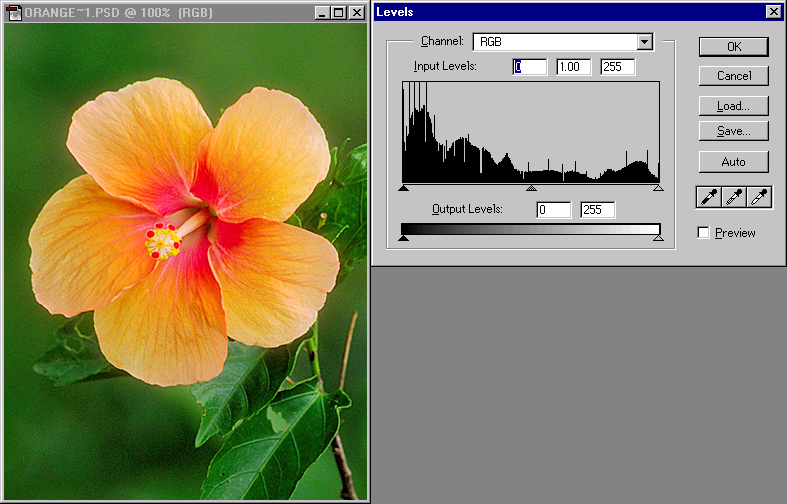 ORANGE~1.PSD @ 100% (RGB)
Levels
Channel: RGB
Input Levels: 0 1.00 255
Output Levels: 0 255
OK
Cancel
Load...
Save...
Auto
Preview